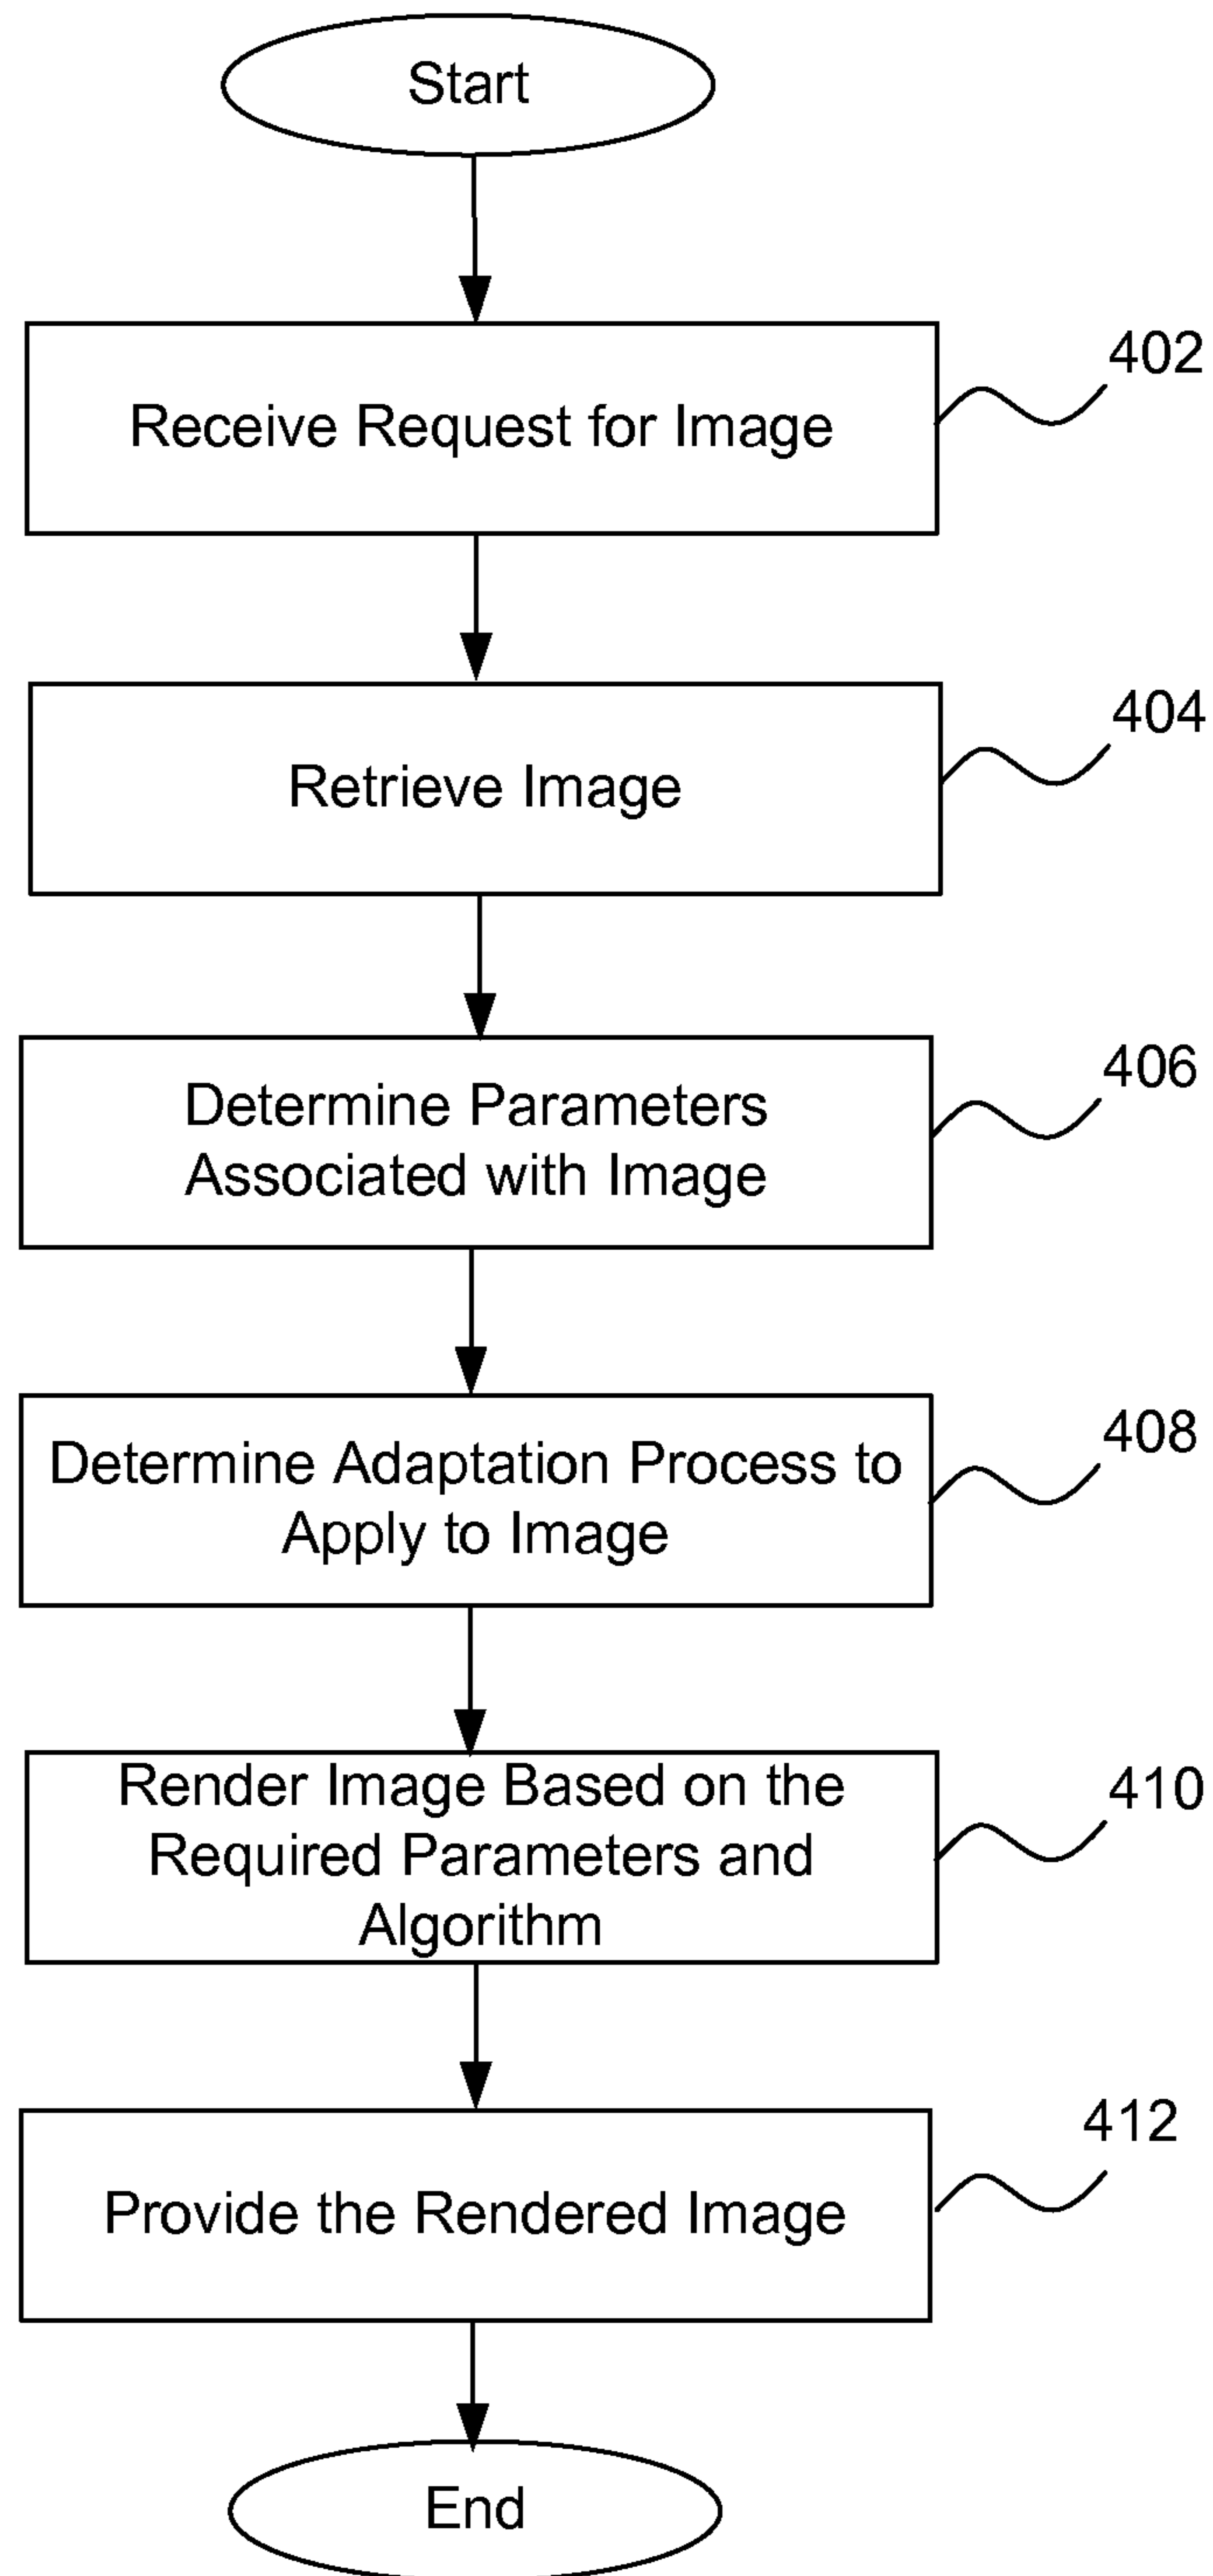 Start
402
Receive Request for Image
404
Retrieve Image
406
Determine Parameters
Associated with Image
408
Determine Adaptation Process to
Apply to Image
410
Render Image Based on the
Required Parameters and
Algorithm
412
Provide the Rendered Image
End